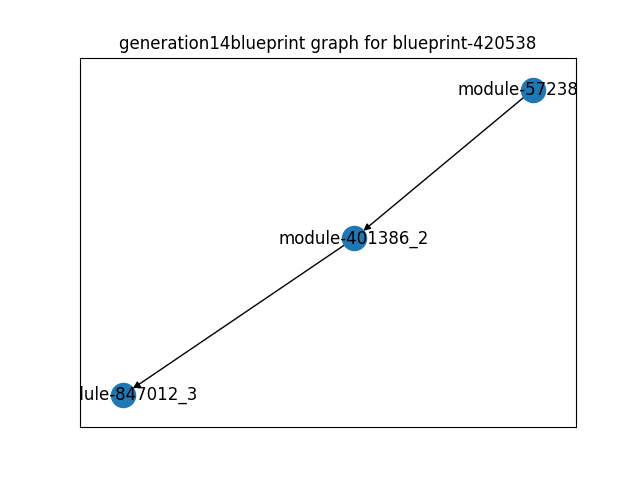 generation14blueprint graph for blueprint-420538
module-57238
module-401386_2
lule-847012_3